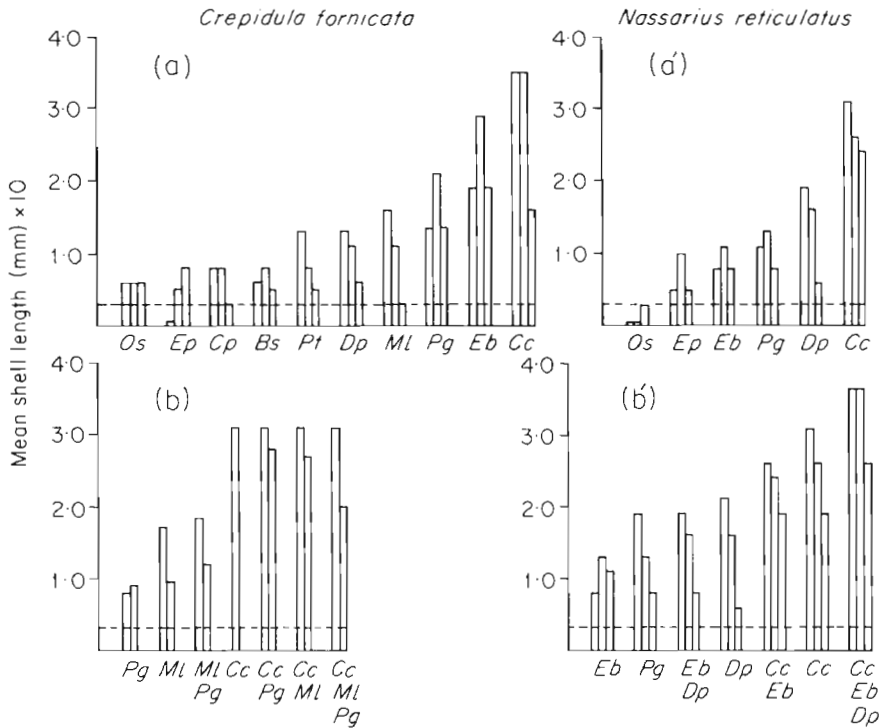 Crepidula fornicata
Nassarius reticulatus
Mean shell length (mm) × 10
(a)
4·0
3·0
2·0
1·0
Os Ep Cp Bs Pt Dp Ml Pg Eb Cc
(a′)
4·0
3·0
2·0
1·0
Os Ep Eb Pg Dp Cc
(b)
4·0
3·0
2·0
1·0
Pg Ml Ml Cc Cc Cc Cc
Pg Pg Ml Ml
Pg
(b′)
4·0
3·0
2·0
1·0
Eb Pg Eb Dp Cc Cc Cc
Dp Eb Eb
Dp